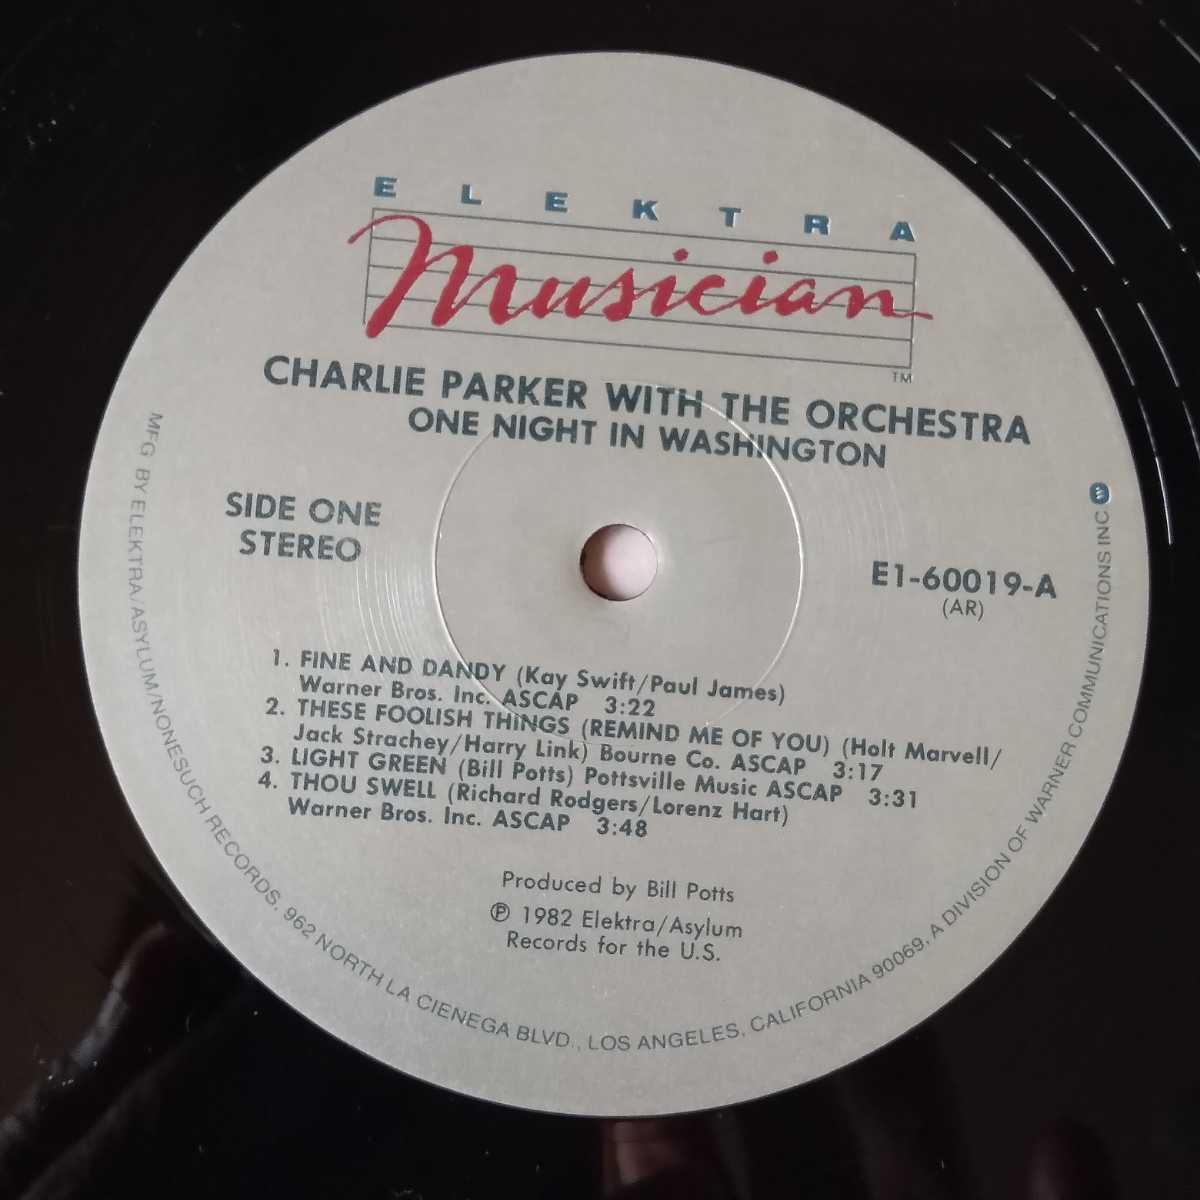 ELEKTRA
Musician
TM
CHARLIE PARKER WITH THE ORCHESTRA
ONE NIGHT IN WASHINGTON
SIDE ONE
STEREO
E1-60019-A
(AR)
1. FINE AND DANDY (Kay Swift/Paul James)
Warner Bros. Inc. ASCAP 3:22
2. THESE FOOLISH THINGS (REMIND ME OF YOU) (Holt Marvell/
Jack Strachey/Harry Link) Bourne Co. ASCAP 3:17
3. LIGHT GREEN (Bill Potts) Pottsville Music ASCAP 3:31
4. THOU SWELL (Richard Rodgers/Lorenz Hart)
Warner Bros. Inc. ASCAP 3:48
Produced by Bill Potts
℗ 1982 Elektra/Asylum
Records for the U.S.
MFG BY ELEKTRA/ASYLUM/NONESUCH RECORDS, 962 NORTH LA CIENEGA BLVD., LOS ANGELES, CALIFORNIA 90069, A DIVISION OF WARNER COMMUNICATIONS INC.